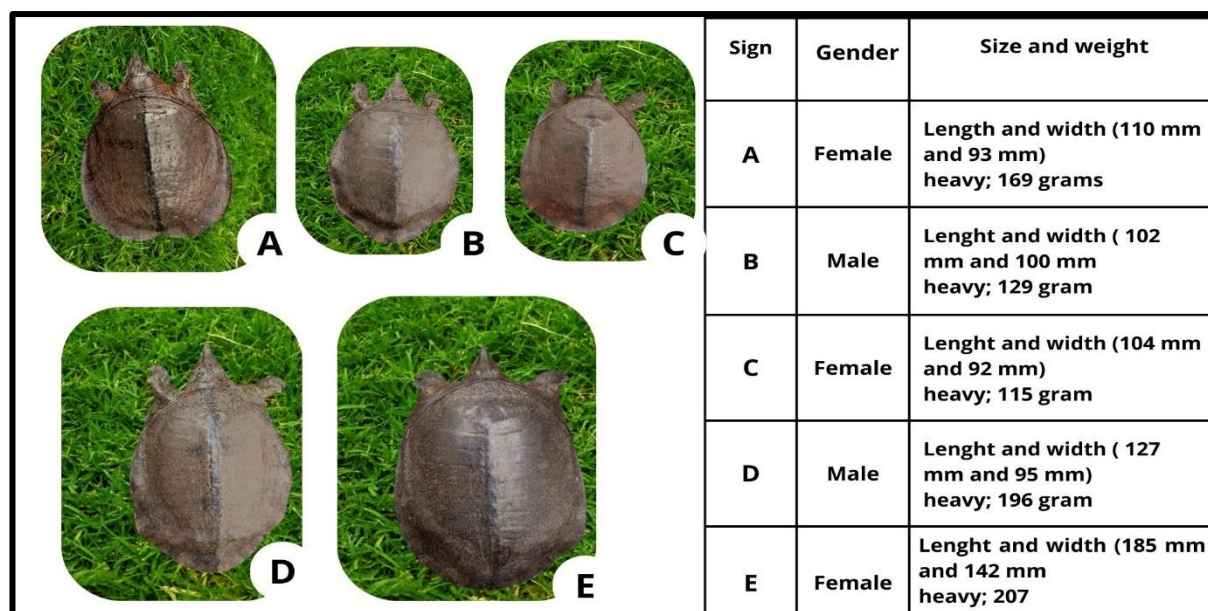 A
B
C
D
E
Sign Gender Size and weight
A Female Length and width (110 mm
and 93 mm)
heavy; 169 grams
B Male Lenght and width ( 102
mm and 100 mm
heavy; 129 gram
C Female Lenght and width (104 mm
and 92 mm)
heavy; 115 gram
D Male Lenght and width ( 127
mm and 95 mm)
heavy; 196 gram
E Female Lenght and width (185 mm
and 142 mm
heavy; 207